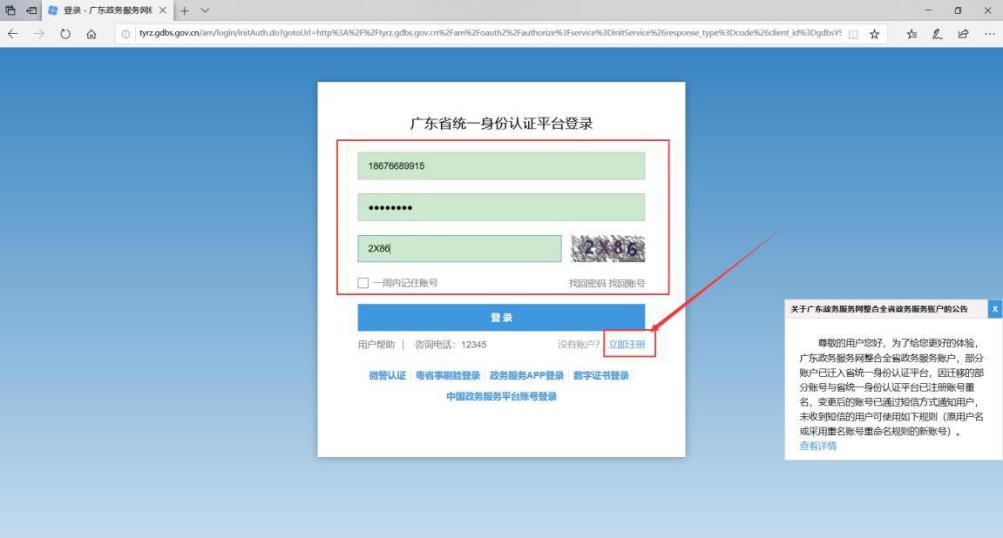 登录 - 广东政务服务网
tyrz.gdbs.gov.cn/am/login/initAuth.do?gotoUrl=http%3A%2F%2Ftyrz.gdbs.gov.cn%2Fam%2Foauth2%2Fauthorize%3Fservice%3DinitService%26response_type%3Dcode%26client_id%3DgdbsYS
广东省统一身份认证平台登录
18676689915
••••••••
2X86 2X86
一周内记住账号 找回密码 找回账号
登录
用户帮助 | 咨询电话：12345 没有账户? 立即注册
微警认证 粤省事刷脸登录 政务服务APP登录 数字证书登录
中国政务服务平台账号登录
关于广东政务服务网整合全省政务服务账户的公告 X
尊敬的用户您好，为了给您更好的体验，
广东政务服务网整合全省政务服务账户，部分
账户已迁入省统一身份认证平台，因迁移的部
分账号与省统一身份认证平台已注册账号重
名，变更后的账号已通过短信方式通知用户，
未收到短信的用户可使用如下规则（原用户名
或采用重名账号重命名规则的新账号）。
查看详情